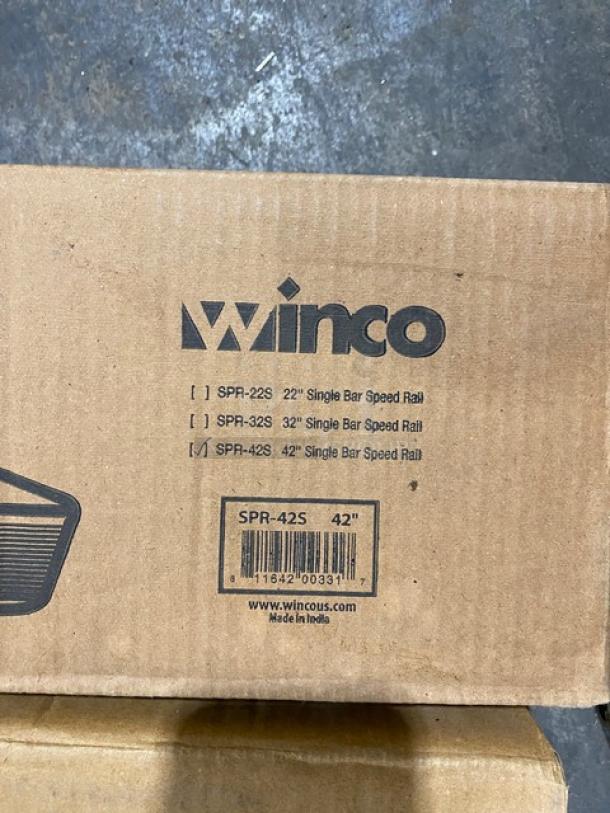 winco
[ ] SPR-22S 22" Single Bar Speed Rail
[ ] SPR-32S 32" Single Bar Speed Rail
[✓] SPR-42S 42" Single Bar Speed Rail
SPR-42S 42"
8 11642 00331 7
www.wincous.com
Made in India